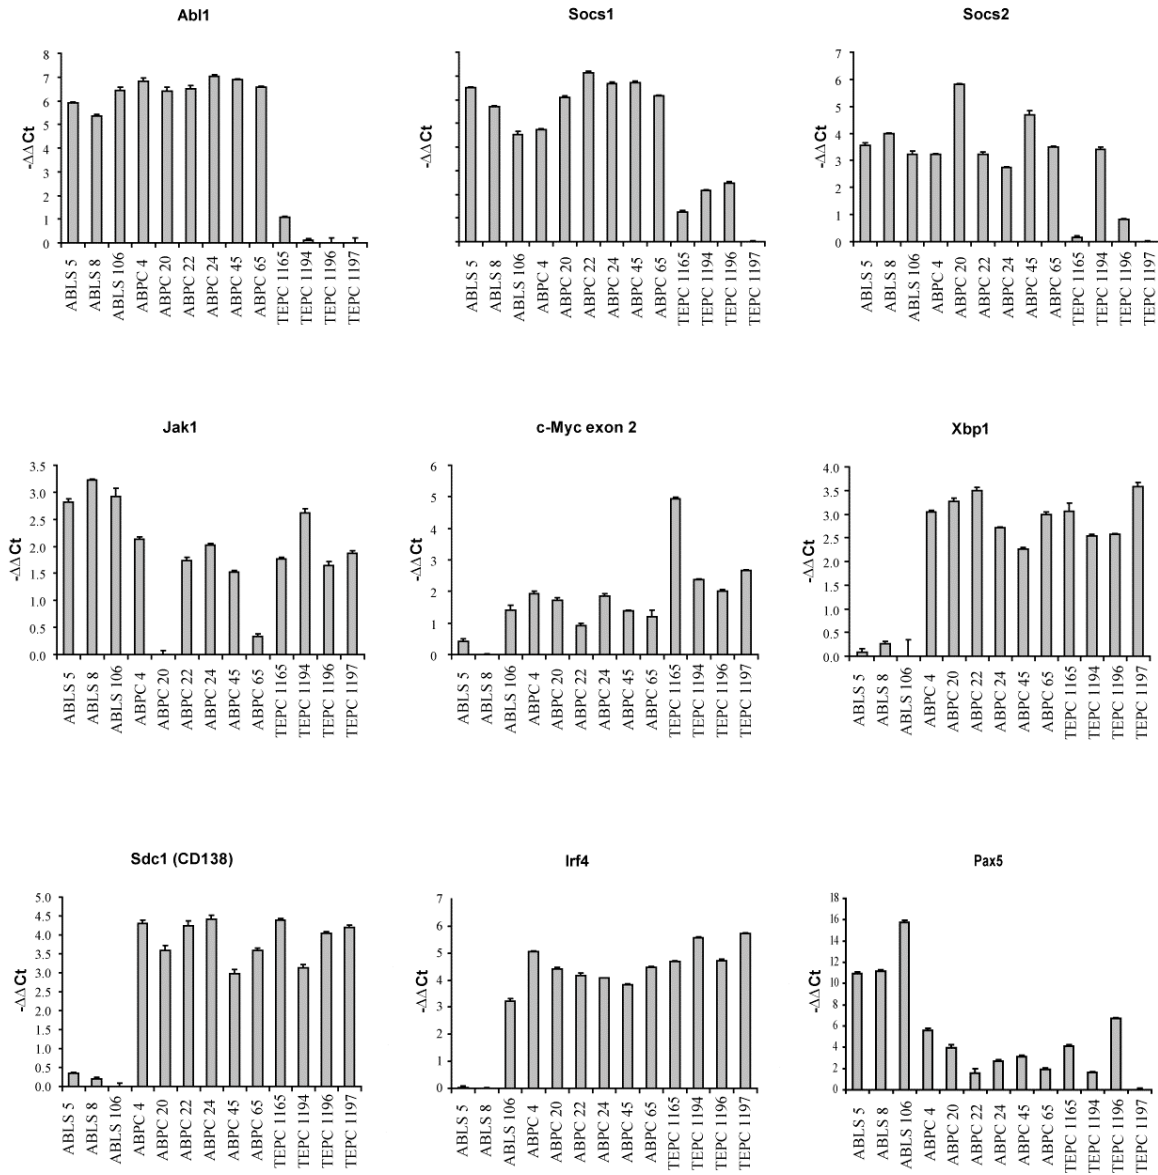 Abl1
-ΔΔCt
8
7
6
5
4
3
2
1
0
ABLS 5
ABLS 8
ABLS 106
ABPC 4
ABPC 20
ABPC 22
ABPC 24
ABPC 45
ABPC 65
TEPC 1165
TEPC 1194
TEPC 1196
TEPC 1197
Socs1
-ΔΔCt
ABLS 5
ABLS 8
ABLS 106
ABPC 4
ABPC 20
ABPC 22
ABPC 24
ABPC 45
ABPC 65
TEPC 1165
TEPC 1194
TEPC 1196
TEPC 1197
Socs2
-ΔΔCt
7
6
5
4
3
2
1
0
ABLS 5
ABLS 8
ABLS 106
ABPC 4
ABPC 20
ABPC 22
ABPC 24
ABPC 45
ABPC 65
TEPC 1165
TEPC 1194
TEPC 1196
TEPC 1197
Jak1
-ΔΔCt
3.5
3.0
2.5
2.0
1.5
1.0
0.5
0.0
ABLS 5
ABLS 8
ABLS 106
ABPC 4
ABPC 20
ABPC 22
ABPC 24
ABPC 45
ABPC 65
TEPC 1165
TEPC 1194
TEPC 1196
TEPC 1197
c-Myc exon 2
-ΔΔCt
6
5
4
3
2
1
0
ABLS 5
ABLS 8
ABLS 106
ABPC 4
ABPC 20
ABPC 22
ABPC 24
ABPC 45
ABPC 65
TEPC 1165
TEPC 1194
TEPC 1196
TEPC 1197
Xbp1
-ΔΔCt
4.0
3.5
3.0
2.5
2.0
1.5
0.5
0.0
ABLS 5
ABLS 8
ABLS 106
ABPC 4
ABPC 20
ABPC 22
ABPC 24
ABPC 45
ABPC 65
TEPC 1165
TEPC 1194
TEPC 1196
TEPC 1197
Sdc1 (CD138)
-ΔΔCt
5.0
4.5
4.0
3.5
3.0
2.5
2.0
1.5
1.0
0.5
0.0
ABLS 5
ABLS 8
ABLS 106
ABPC 4
ABPC 20
ABPC 22
ABPC 24
ABPC 45
ABPC 65
TEPC 1165
TEPC 1194
TEPC 1196
TEPC 1197
Irf4
-ΔΔCt
7
6
5
4
3
2
1
0
ABLS 5
ABLS 8
ABLS 106
ABPC 4
ABPC 20
ABPC 22
ABPC 24
ABPC 45
ABPC 65
TEPC 1165
TEPC 1194
TEPC 1196
TEPC 1197
Pax5
-ΔΔCt
18
16
14
12
10
8
6
4
2
0
ABLS 5
ABLS 8
ABLS 106
ABPC 4
ABPC 20
ABPC 22
ABPC 24
ABPC 45
ABPC 65
TEPC 1165
TEPC 1194
TEPC 1196
TEPC 1197